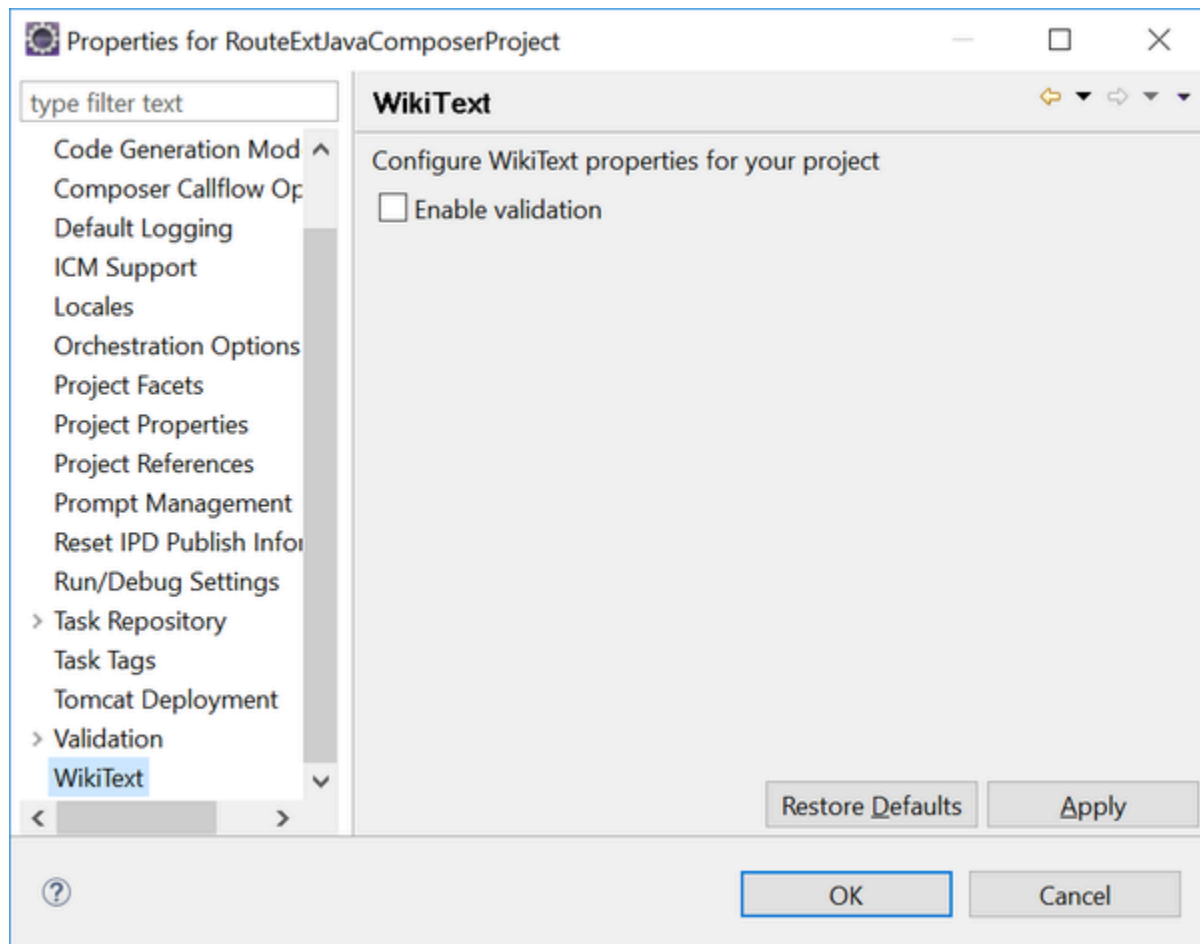 Properties for RouteExtJavaComposerProject
type filter text
Code Generation Mod
Composer Callflow Op
Default Logging
ICM Support
Locales
Orchestration Options
Project Facets
Project Properties
Project References
Prompt Management
Reset IPD Publish Infor
Run/Debug Settings
Task Repository
Task Tags
Tomcat Deployment
Validation
WikiText
WikiText
Configure WikiText properties for your project
Enable validation
Restore Defaults
Apply
?
OK
Cancel